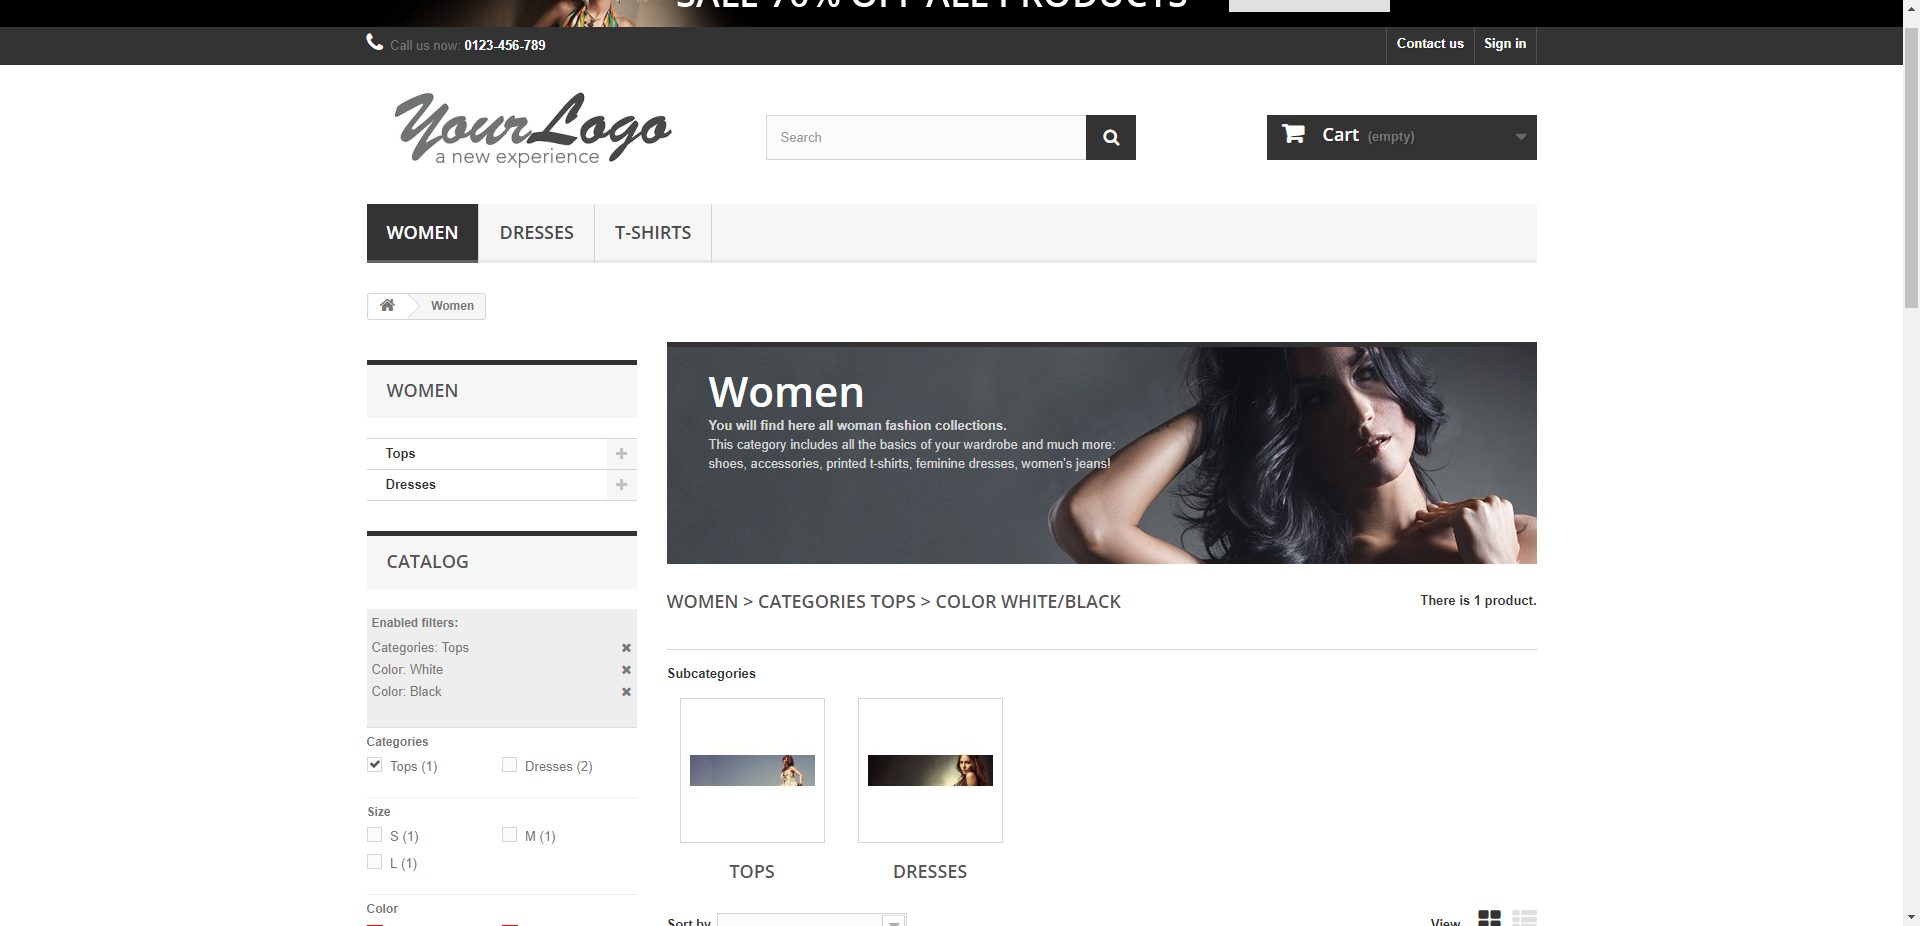 SALE 70% OFF ALL PRODUCTS
Call us now: 0123-456-789
Contact us
Sign in
YourLogo
a new experience
Search
Cart (empty)
WOMEN
DRESSES
T-SHIRTS
Women
WOMEN
Tops
Dresses
CATALOG
Enabled filters:
Categories: Tops
Color: White
Color: Black
Categories
Tops (1)
Dresses (2)
Size
S (1)
M (1)
L (1)
Color
Women
You will find here all woman fashion collections.
This category includes all the basics of your wardrobe and much more:
shoes, accessories, printed t-shirts, feminine dresses, women's jeans!
WOMEN > CATEGORIES TOPS > COLOR WHITE/BLACK
There is 1 product.
Subcategories
TOPS
DRESSES
Sort by
View